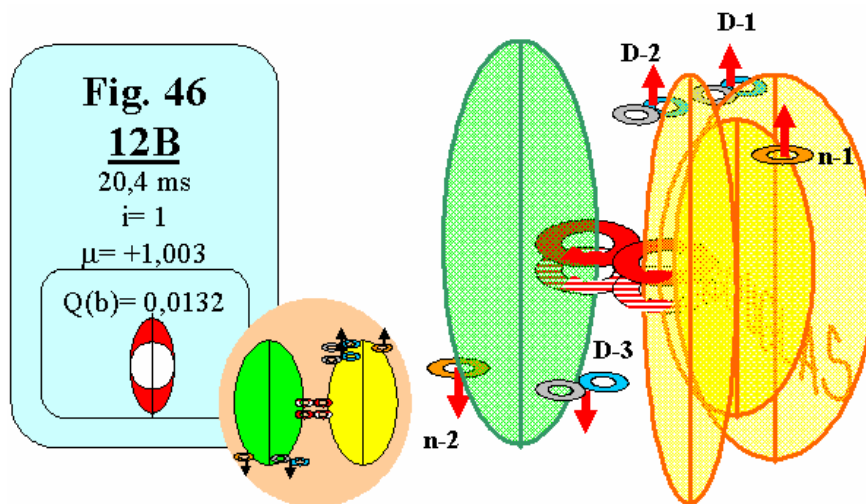 Fig. 46
12B
20,4 ms
i= 1
μ= +1,003
Q(b)= 0,0132
D-1
D-2
n-1
D-3
n-2